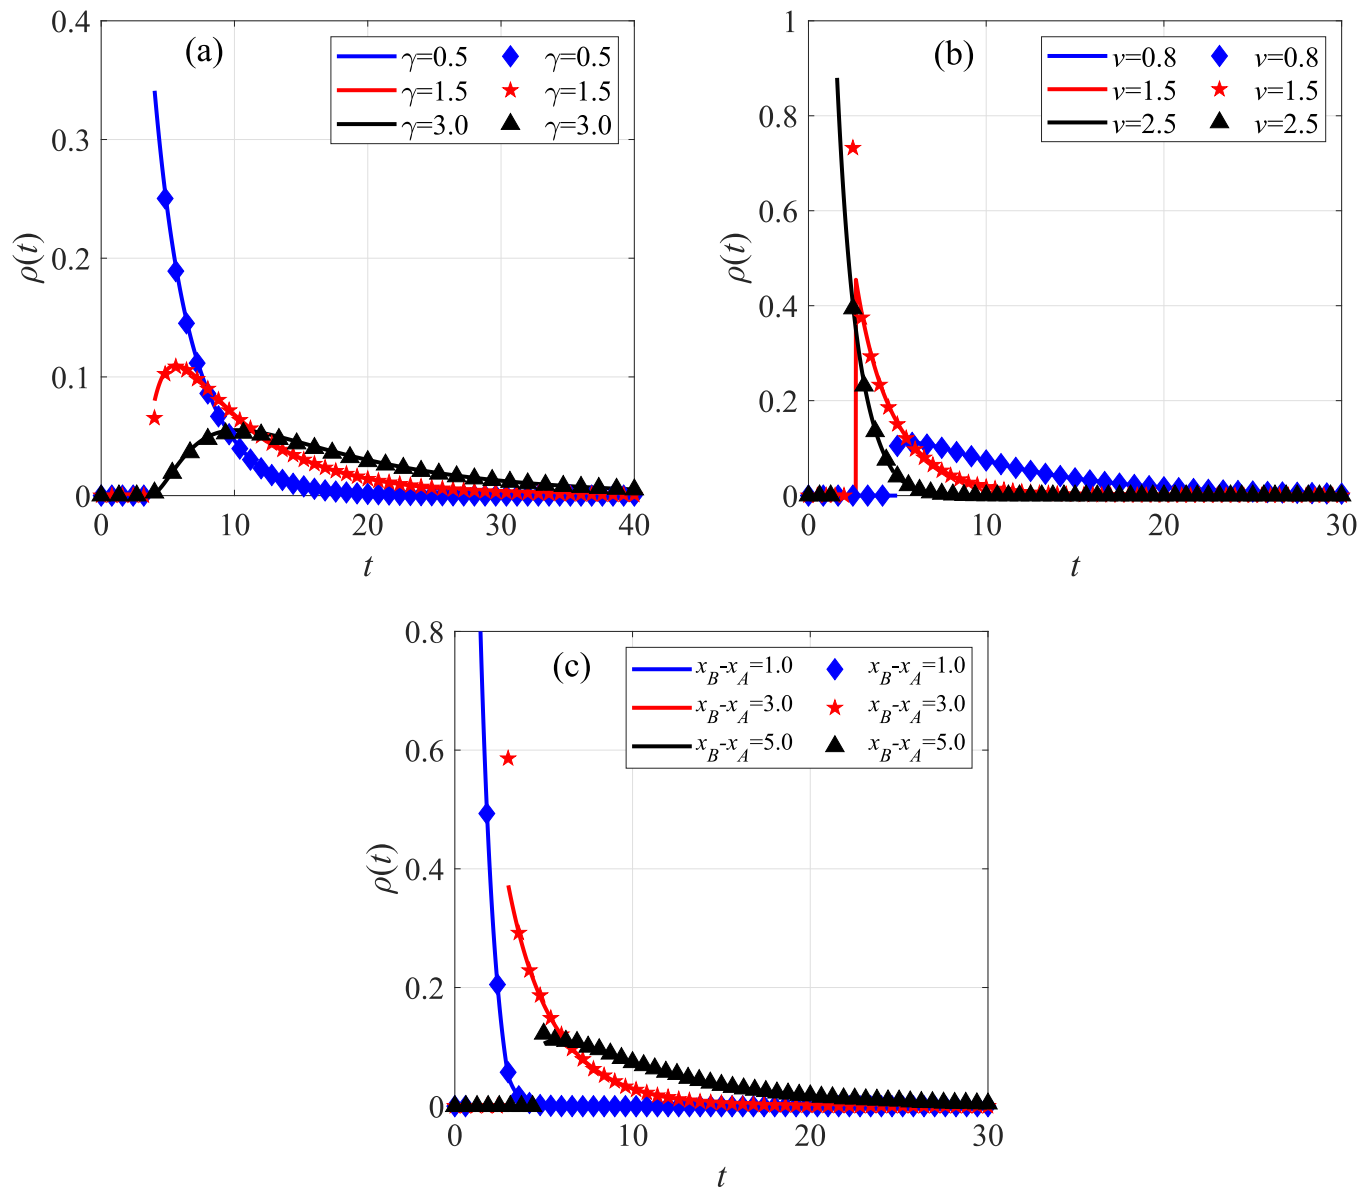 (a)
γ=0.5 γ=0.5
γ=1.5 γ=1.5
γ=3.0 γ=3.0
0.4
0.3
0.2
0.1
0
ρ(t)
0 10 20 30 40
t
(b)
v=0.8 v=0.8
v=1.5 v=1.5
v=2.5 v=2.5
1
0.8
0.6
0.4
0.2
0
ρ(t)
0 10 20 30
t
(c)
x_B-x_A=1.0 x_B-x_A=1.0
x_B-x_A=3.0 x_B-x_A=3.0
x_B-x_A=5.0 x_B-x_A=5.0
0.8
0.6
0.4
0.2
0
ρ(t)
0 10 20 30
t